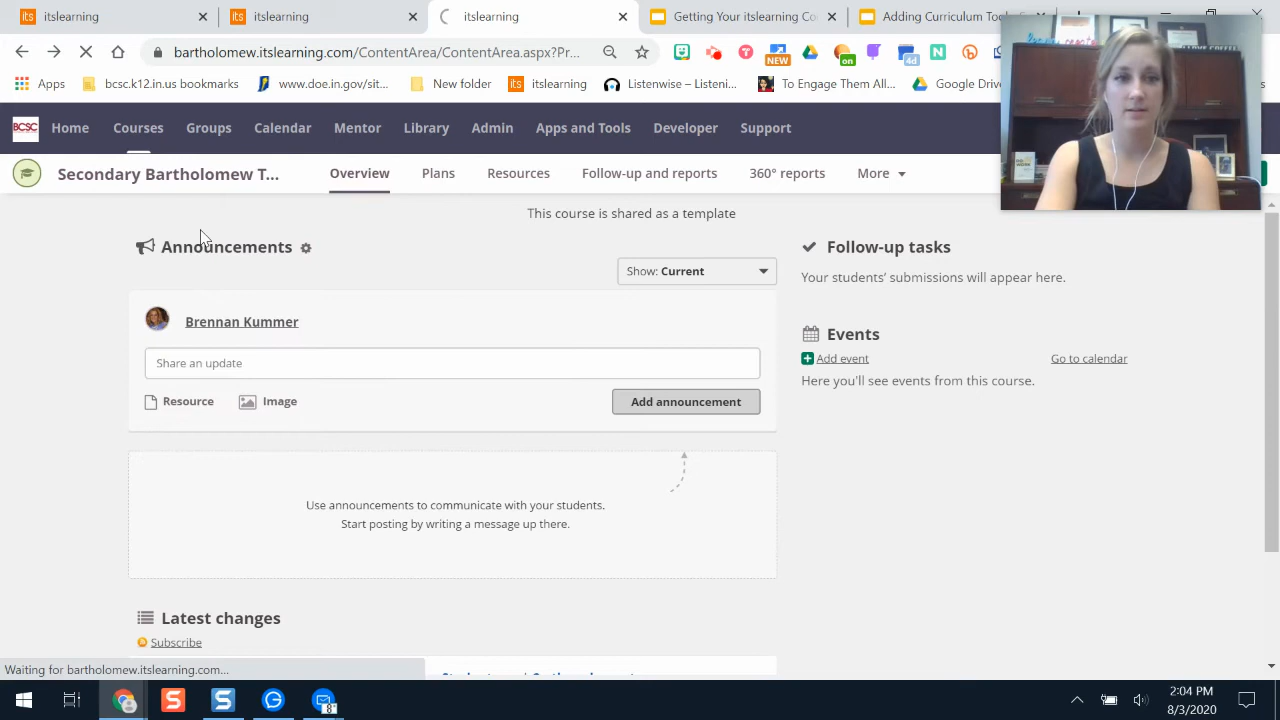 itslearning
itslearning
itslearning
Getting Your itslearning Co
Adding Curriculum To
bartholomew.itslearning.com/ContentArea/ContentArea.aspx?Pr...
NEW
on
4d
bcsc.k12.in.us bookmarks
www.doe.in.gov/sit...
New folder
itslearning
Listenwise – Listeni...
To Engage Them All...
Google Driv
BCSC
Home
Courses
Groups
Calendar
Mentor
Library
Admin
Apps and Tools
Developer
Support
Secondary Bartholomew T...
Overview
Plans
Resources
Follow-up and reports
360° reports
More
This course is shared as a template
Announcements
Show: Current
Brennan Kummer
Share an update
Resource
Image
Add announcement
Use announcements to communicate with your students.
Start posting by writing a message up there.
Latest changes
Subscribe
Follow-up tasks
Your students’ submissions will appear here.
Events
Add event
Go to calendar
Here you'll see events from this course.
Waiting for bartholomew.itslearning.com...
2:04 PM
8/3/2020